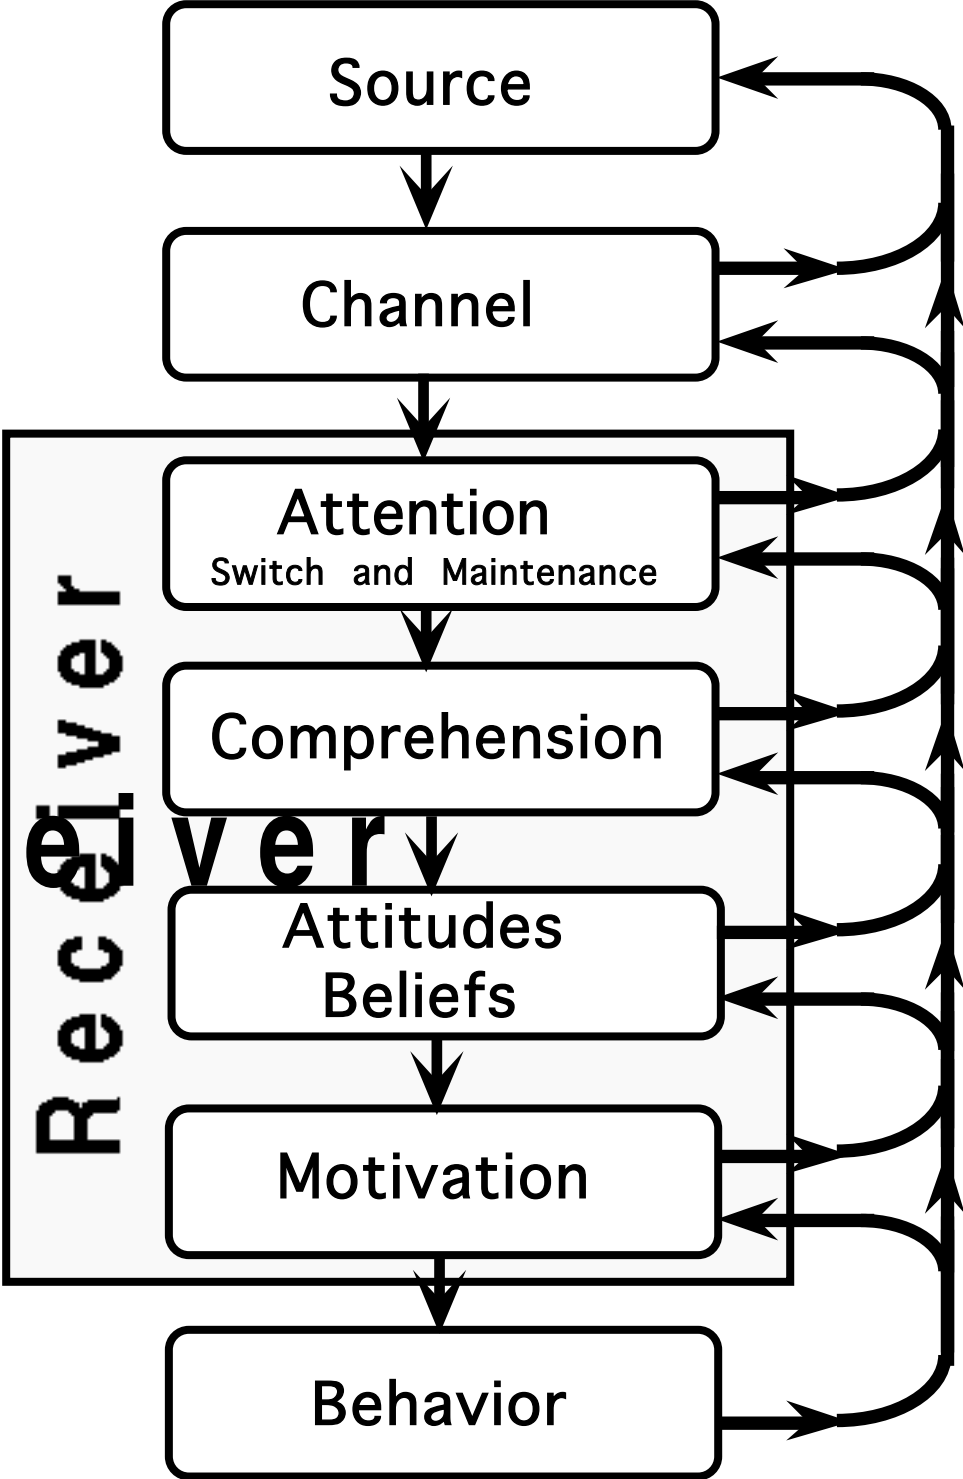 Source
Channel
Attention
Switch and Maintenance
Comprehension
Receiver
eiver
Attitudes
Beliefs
Motivation
Behavior